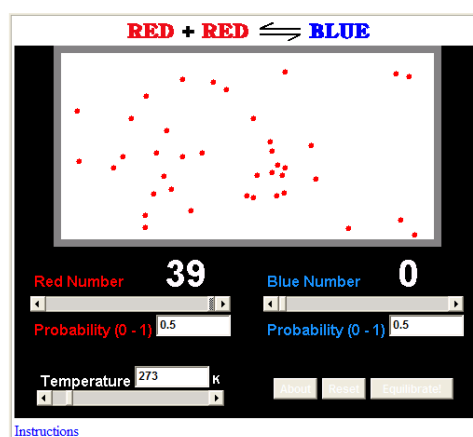 RED + RED ⇌ BLUE
Red Number 39 Blue Number 0
Probability (0 - 1) 0.5 Probability (0 - 1) 0.5
Temperature 273 K About Reset Equilibrate!
Instructions